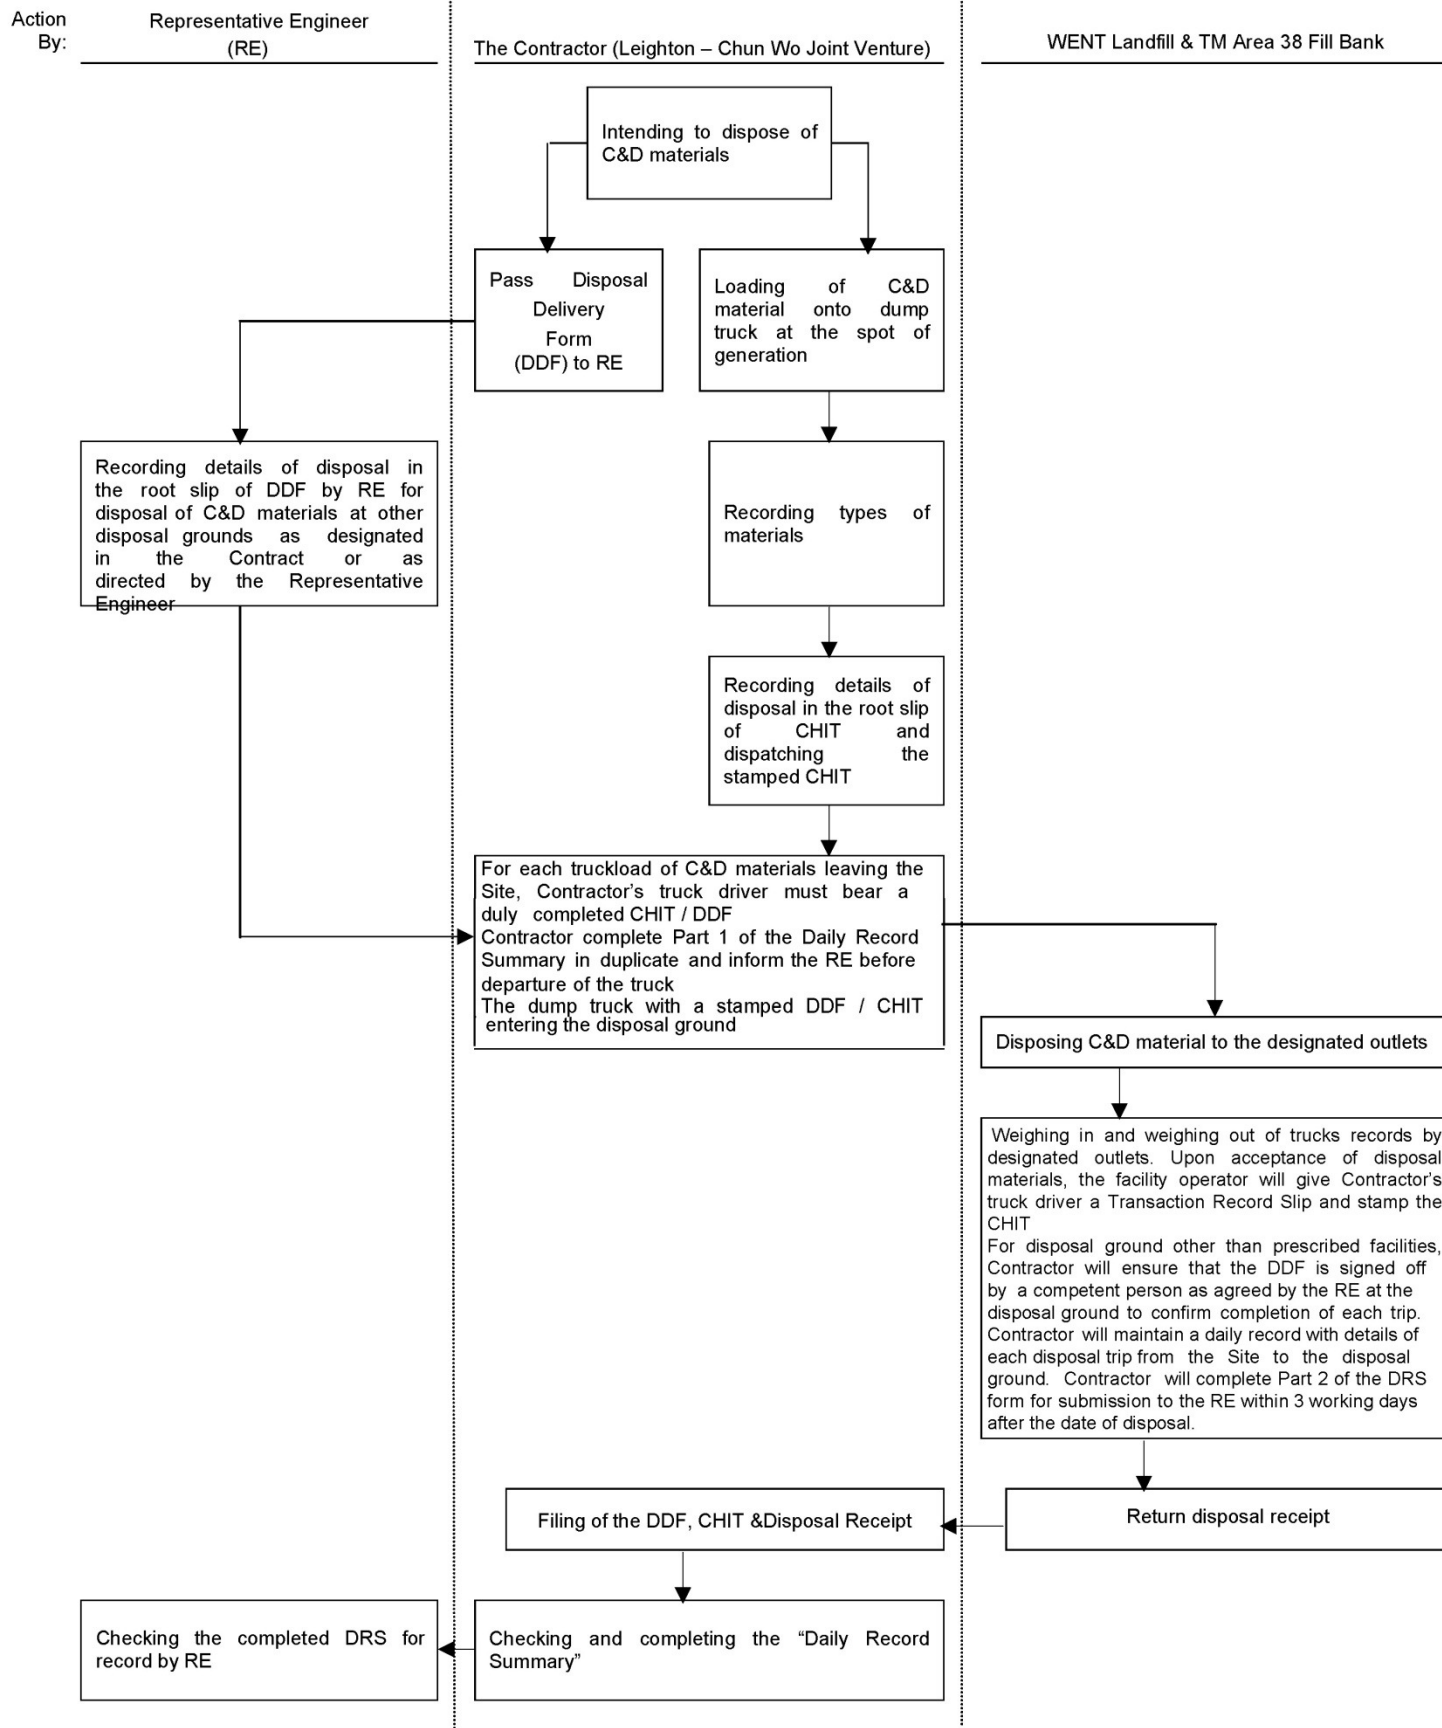 Action
By:
Representative Engineer
(RE)
The Contractor (Leighton – Chun Wo Joint Venture)
WENT Landfill & TM Area 38 Fill Bank
Intending to dispose of
C&D materials
Pass Disposal
Delivery
Form
(DDF) to RE
Loading of C&D
material onto dump
truck at the spot of
generation
Recording details of disposal in
the root slip of DDF by RE for
disposal of C&D materials at other
disposal grounds as designated
in the Contract or as
directed by the Representative
Engineer
Recording types of
materials
Recording details of
disposal in the root slip
of CHIT and
dispatching the
stamped CHIT
For each truckload of C&D materials leaving the
Site, Contractor's truck driver must bear a
duly completed CHIT / DDF
Contractor complete Part 1 of the Daily Record
Summary in duplicate and inform the RE before
departure of the truck
The dump truck with a stamped DDF / CHIT
entering the disposal ground
Disposing C&D material to the designated outlets
Weighing in and weighing out of trucks records by
designated outlets. Upon acceptance of disposal
materials, the facility operator will give Contractor's
truck driver a Transaction Record Slip and stamp the
CHIT
For disposal ground other than prescribed facilities,
Contractor will ensure that the DDF is signed off
by a competent person as agreed by the RE at the
disposal ground to confirm completion of each trip.
Contractor will maintain a daily record with details of
each disposal trip from the Site to the disposal
ground. Contractor will complete Part 2 of the DRS
form for submission to the RE within 3 working days
after the date of disposal.
Filing of the DDF, CHIT &Disposal Receipt
Return disposal receipt
Checking the completed DRS for
record by RE
Checking and completing the “Daily Record
Summary”